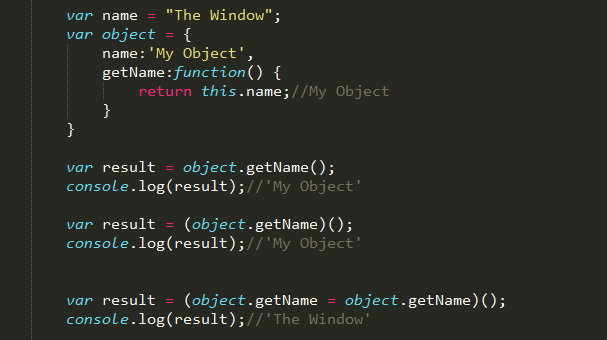 var name = "The Window";
var object = {
name:'My Object',
getName:function() {
return this.name;//My Object
}
}
var result = object.getName();
console.log(result);//'My Object'
var result = (object.getName)();
console.log(result);//'My Object'
var result = (object.getName = object.getName)();
console.log(result);//'The Window'